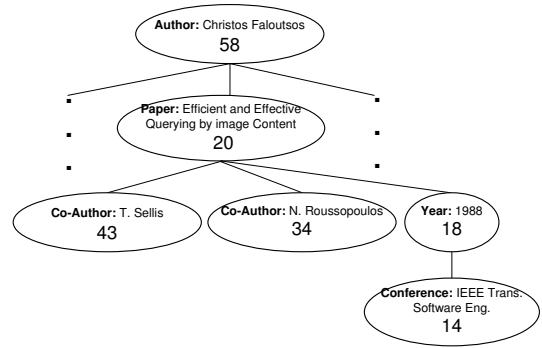 Author: Christos Faloutsos
58
Paper: Efficient and Effective
Querying by image Content
20
Co-Author: T. Sellis
43
Co-Author: N. Roussopoulos
34
Year: 1988
18
Conference: IEEE Trans.
Software Eng.
14